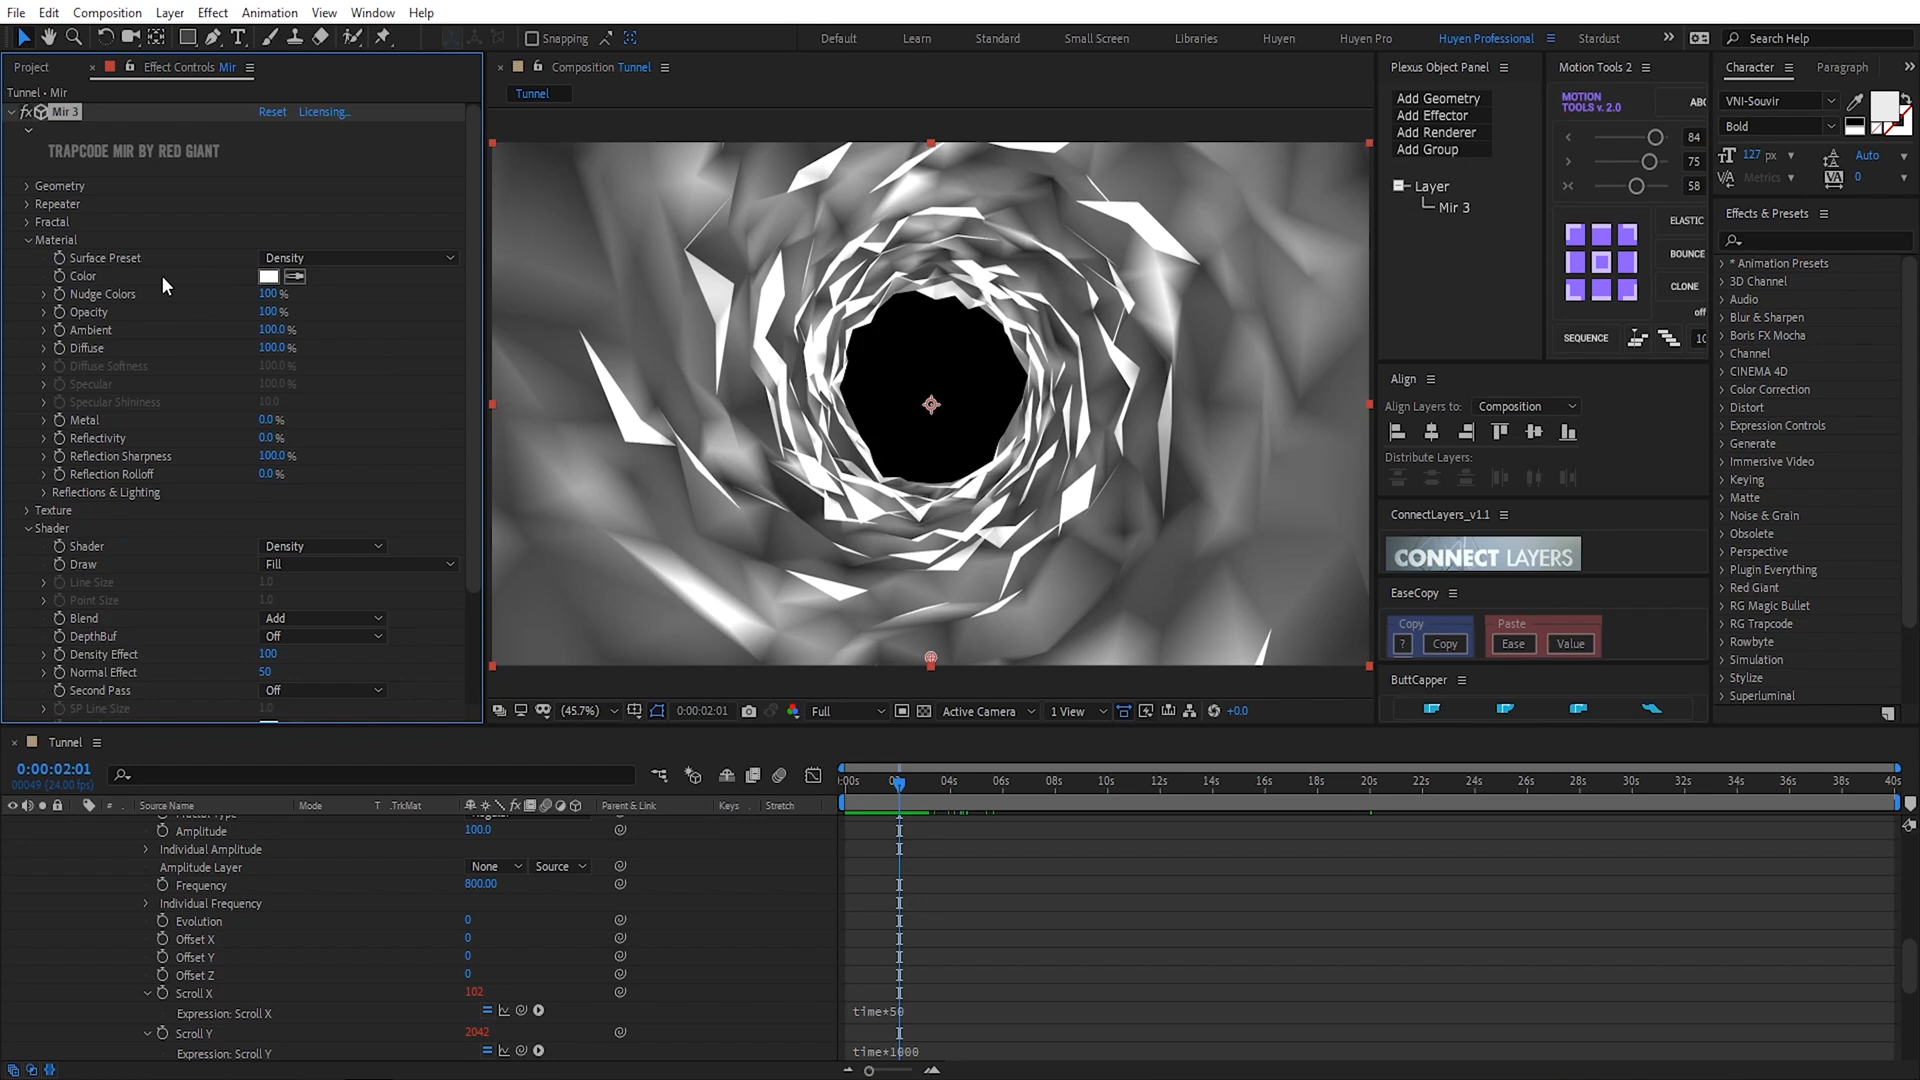 File Edit Composition Layer Effect Animation View Window Help
Snapping Default Learn Standard Small Screen Libraries Huyen Huyen Pro Huyen Professional Stardust Search Help
Project Effect Controls Mir
Tunnel • Mir
fx Mir 3 Reset Licensing...
TRAPCODE MIR BY RED GIANT
Geometry
Repeater
Fractal
Material
Surface Preset Density
Color
Nudge Colors 100 %
Opacity 100 %
Ambient 100.0 %
Diffuse 100.0 %
Diffuse Softness 100.0 %
Specular 100.0 %
Specular Shininess 10.0
Metal 0.0 %
Reflectivity 0.0 %
Reflection Sharpness 100.0 %
Reflection Rolloff 0.0 %
Reflections & Lighting
Texture
Shader
Shader Density
Draw Fill
Line Size 1.0
Point Size 1.0
Blend Add
DepthBuf Off
Density Effect 100
Normal Effect 50
Second Pass Off
SP Line Size 1.0
Composition Tunnel
Tunnel
(45.7%) 0:00:02:01 Full Active Camera 1 View +0.0
Plexus Object Panel
Add Geometry
Add Effector
Add Renderer
Add Group
Layer
Mir 3
Motion Tools 2
MOTION
TOOLS v. 2.0
84
75
58
ELASTIC
BOUNCE
CLONE
off
SEQUENCE 10
Align
Align Layers to: Composition
Distribute Layers:
ConnectLayers_v1.1
CONNECT LAYERS
EaseCopy
Copy Paste
? Copy Ease Value
ButtCapper
Character Paragraph
VNI-Souvir
Bold
127 px Auto
Metrics 0
Effects & Presets
* Animation Presets
3D Channel
Audio
Blur & Sharpen
Boris FX Mocha
Channel
CINEMA 4D
Color Correction
Distort
Expression Controls
Generate
Immersive Video
Keying
Matte
Noise & Grain
Obsolete
Perspective
Plugin Everything
Red Giant
RG Magic Bullet
RG Trapcode
Rowbyte
Simulation
Stylize
Superluminal
Tunnel
0:00:02:01
00049 (24.00 fps)
# Source Name Mode T .TrkMat Parent & Link Keys Stretch
:00s 04s 06s 08s 10s 12s 14s 16s 18s 20s 22s 24s 26s 28s 30s 32s 34s 36s 38s 40s
Amplitude 100.0
Individual Amplitude
Amplitude Layer None Source
Frequency 800.00
Individual Frequency
Evolution 0
Offset X 0
Offset Y 0
Offset Z 0
Scroll X 102
Expression: Scroll X time*50
Scroll Y 2042
Expression: Scroll Y time*1000